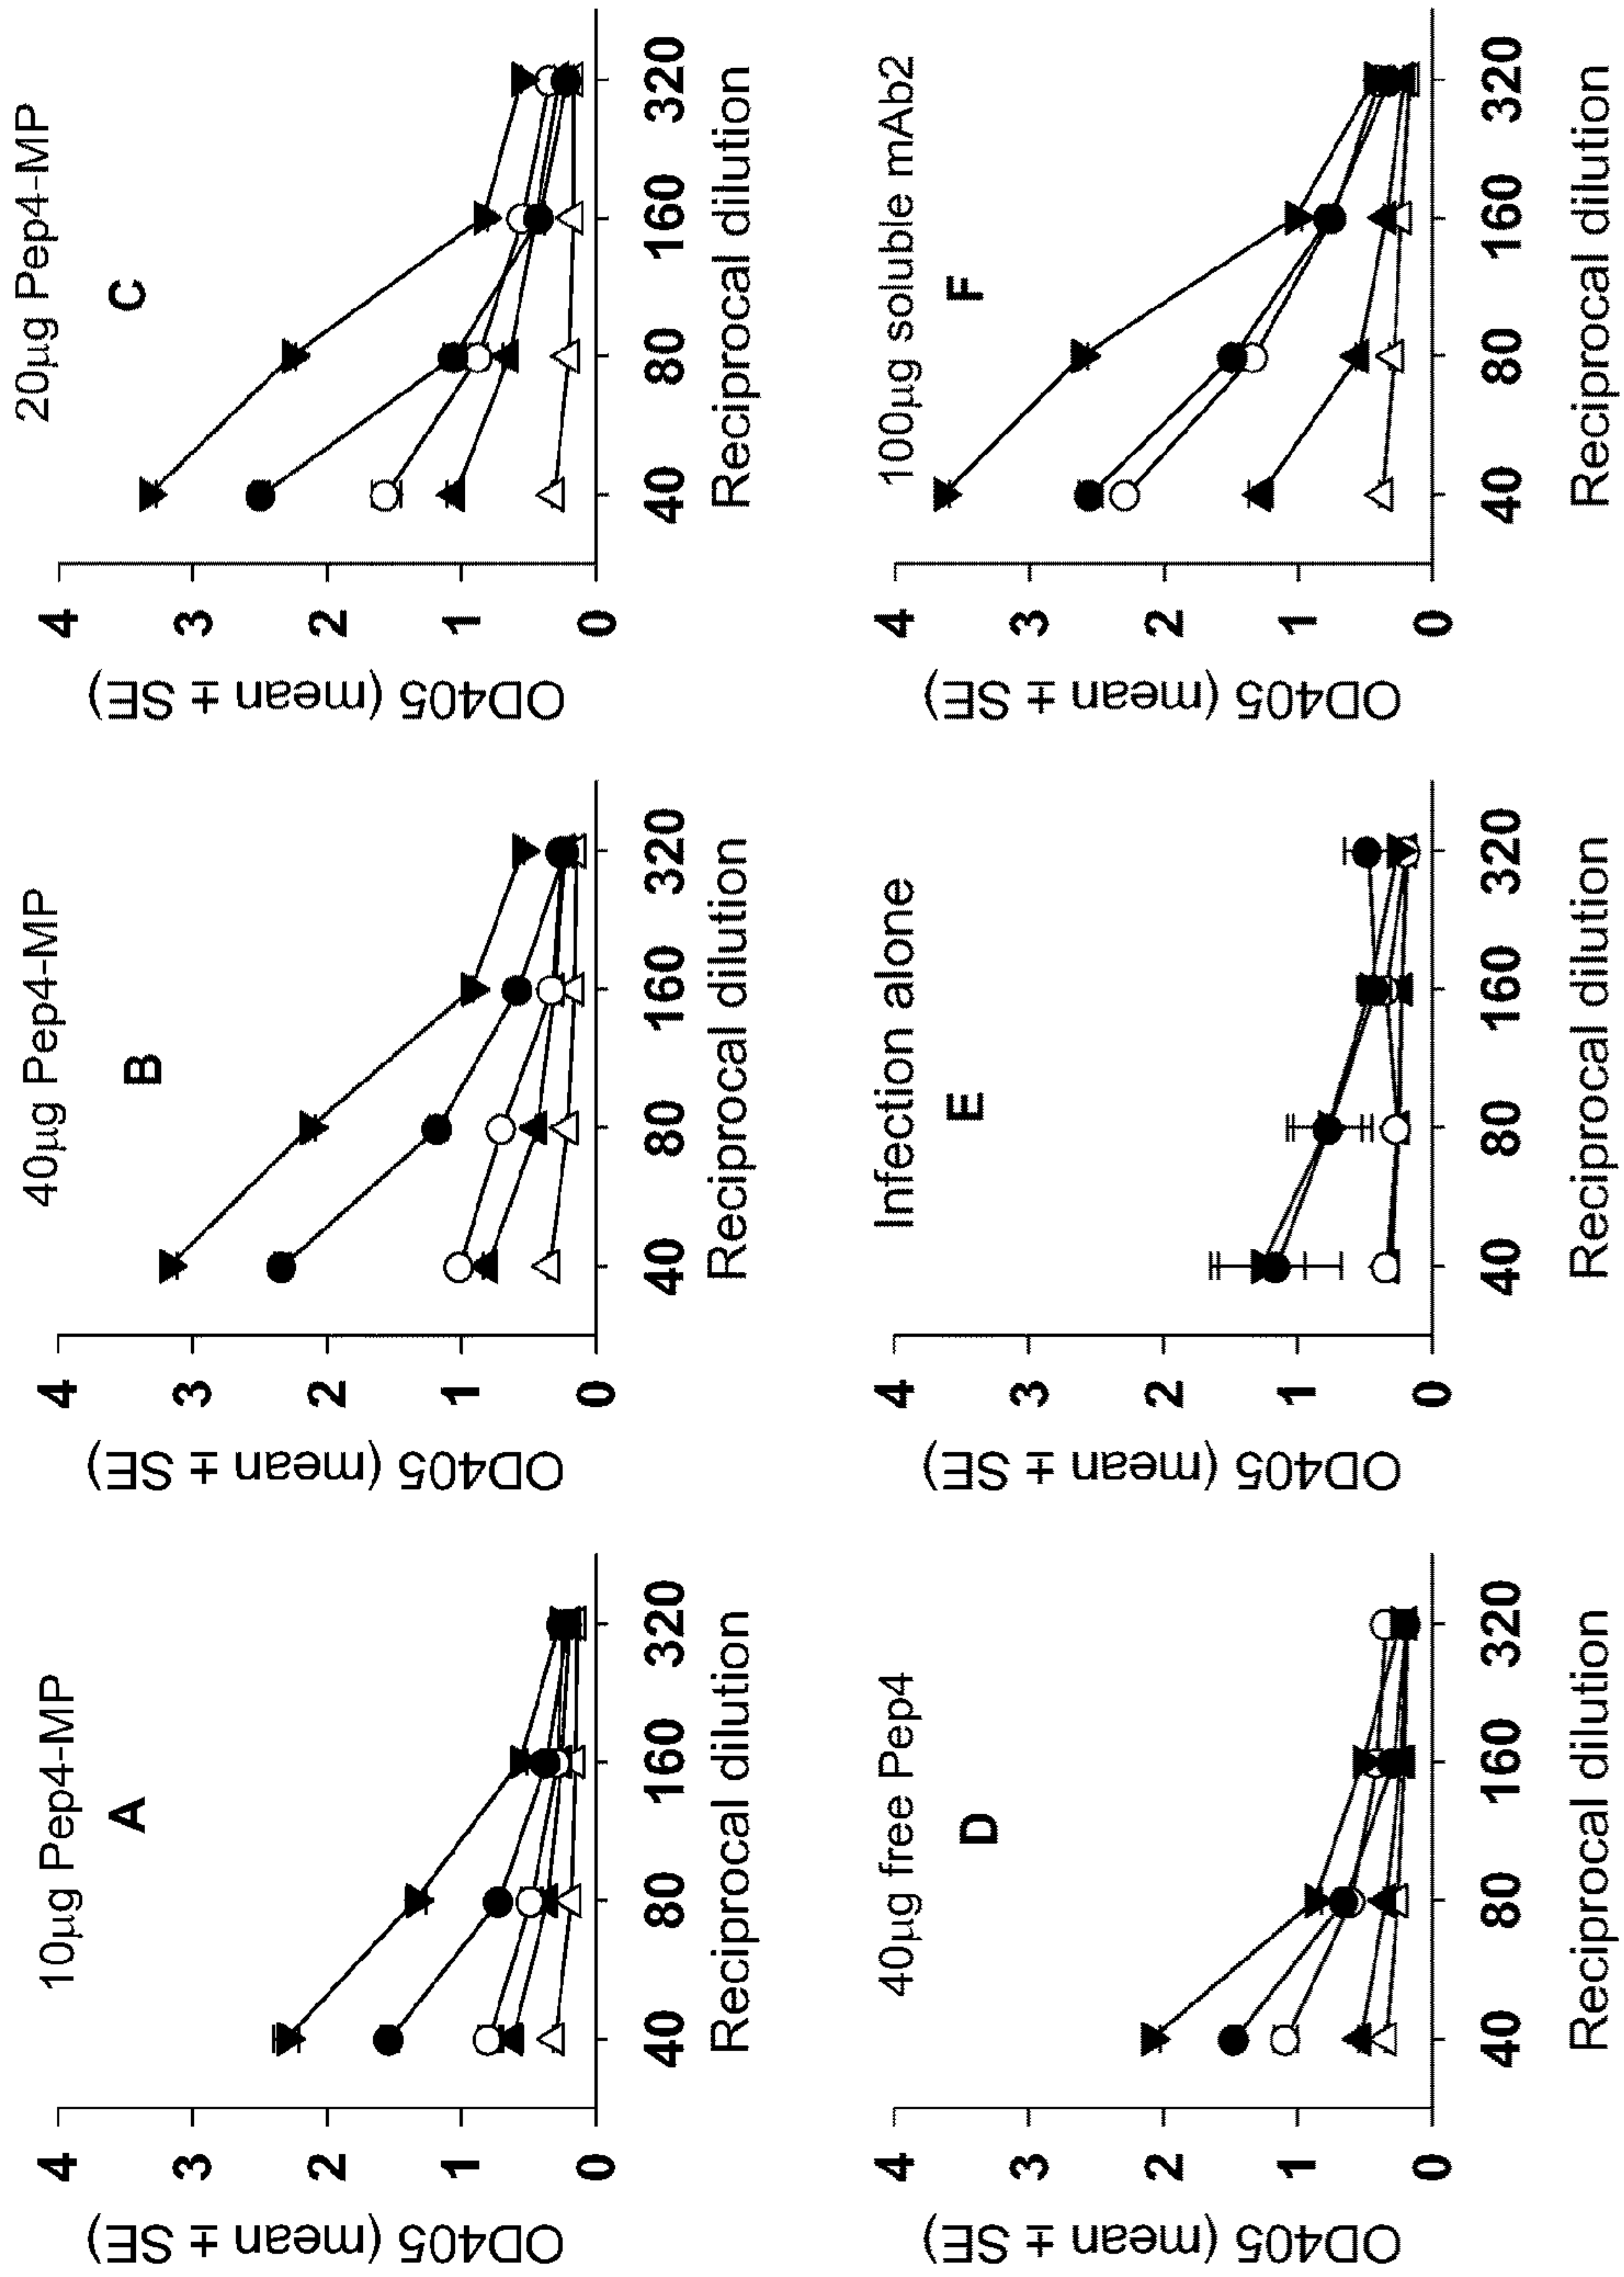 10µg Pep4-MP
A
4
3
2
1
0
OD405 (mean ± SE)
40 80 160 320
Reciprocal dilution
40µg Pep4-MP
B
4
3
2
1
0
OD405 (mean ± SE)
40 80 160 320
Reciprocal dilution
20µg Pep4-MP
C
4
3
2
1
0
OD405 (mean ± SE)
40 80 160 320
Reciprocal dilution
40µg free Pep4
D
4
3
2
1
0
OD405 (mean ± SE)
40 80 160 320
Reciprocal dilution
Infection alone
E
4
3
2
1
0
OD405 (mean ± SE)
40 80 160 320
Reciprocal dilution
100µg soluble mAb2
F
4
3
2
1
0
OD405 (mean ± SE)
40 80 160 320
Reciprocal dilution